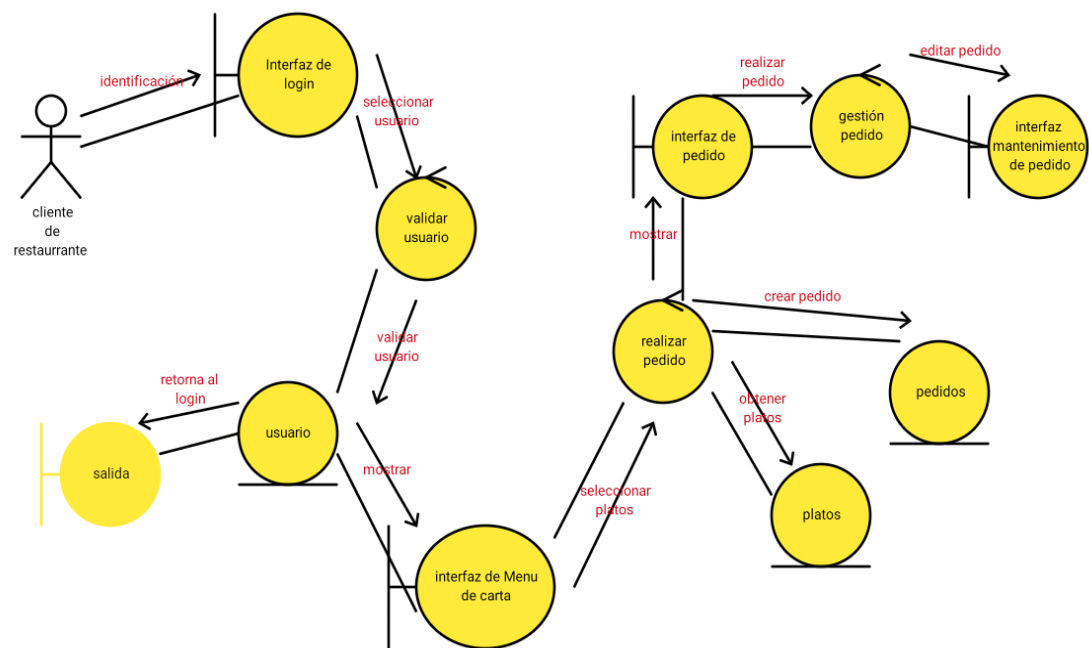 Interfaz de
login
identificación
seleccionar
usuario
cliente
de
restaurrante
validar
usuario
validar
usuario
retorna al
login
usuario
salida
mostrar
interfaz de Menu
de carta
seleccionar
platos
realizar
pedido
mostrar
interfaz de
pedido
realizar
pedido
gestión
pedido
editar pedido
interfaz
mantenimiento
de pedido
crear pedido
pedidos
obtener
platos
platos